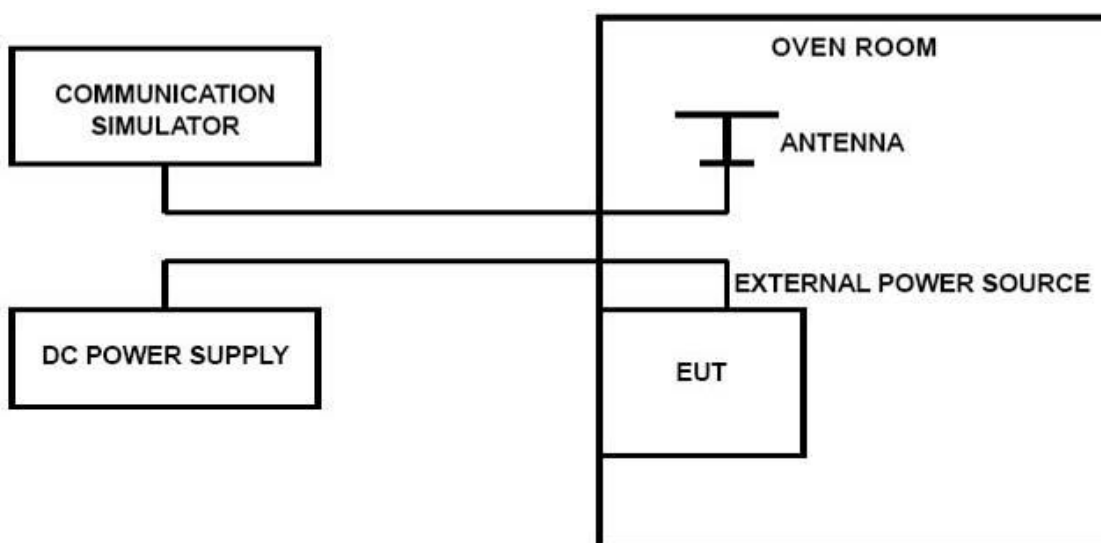 OVEN ROOM
COMMUNICATION
SIMULATOR
ANTENNA
EXTERNAL POWER SOURCE
DC POWER SUPPLY
EUT